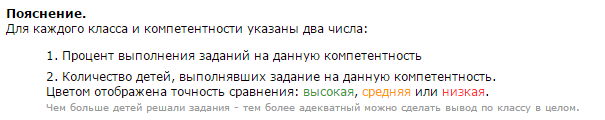 Пояснение.
Для каждого класса и компетентности указаны два числа:
1. Процент выполнения заданий на данную компетентность
2. Количество детей, выполнявших задание на данную компетентность.
Цветом отображена точность сравнения: высокая, средняя или низкая.
Чем больше детей решали задания - тем более адекватный можно сделать вывод по классу в целом.